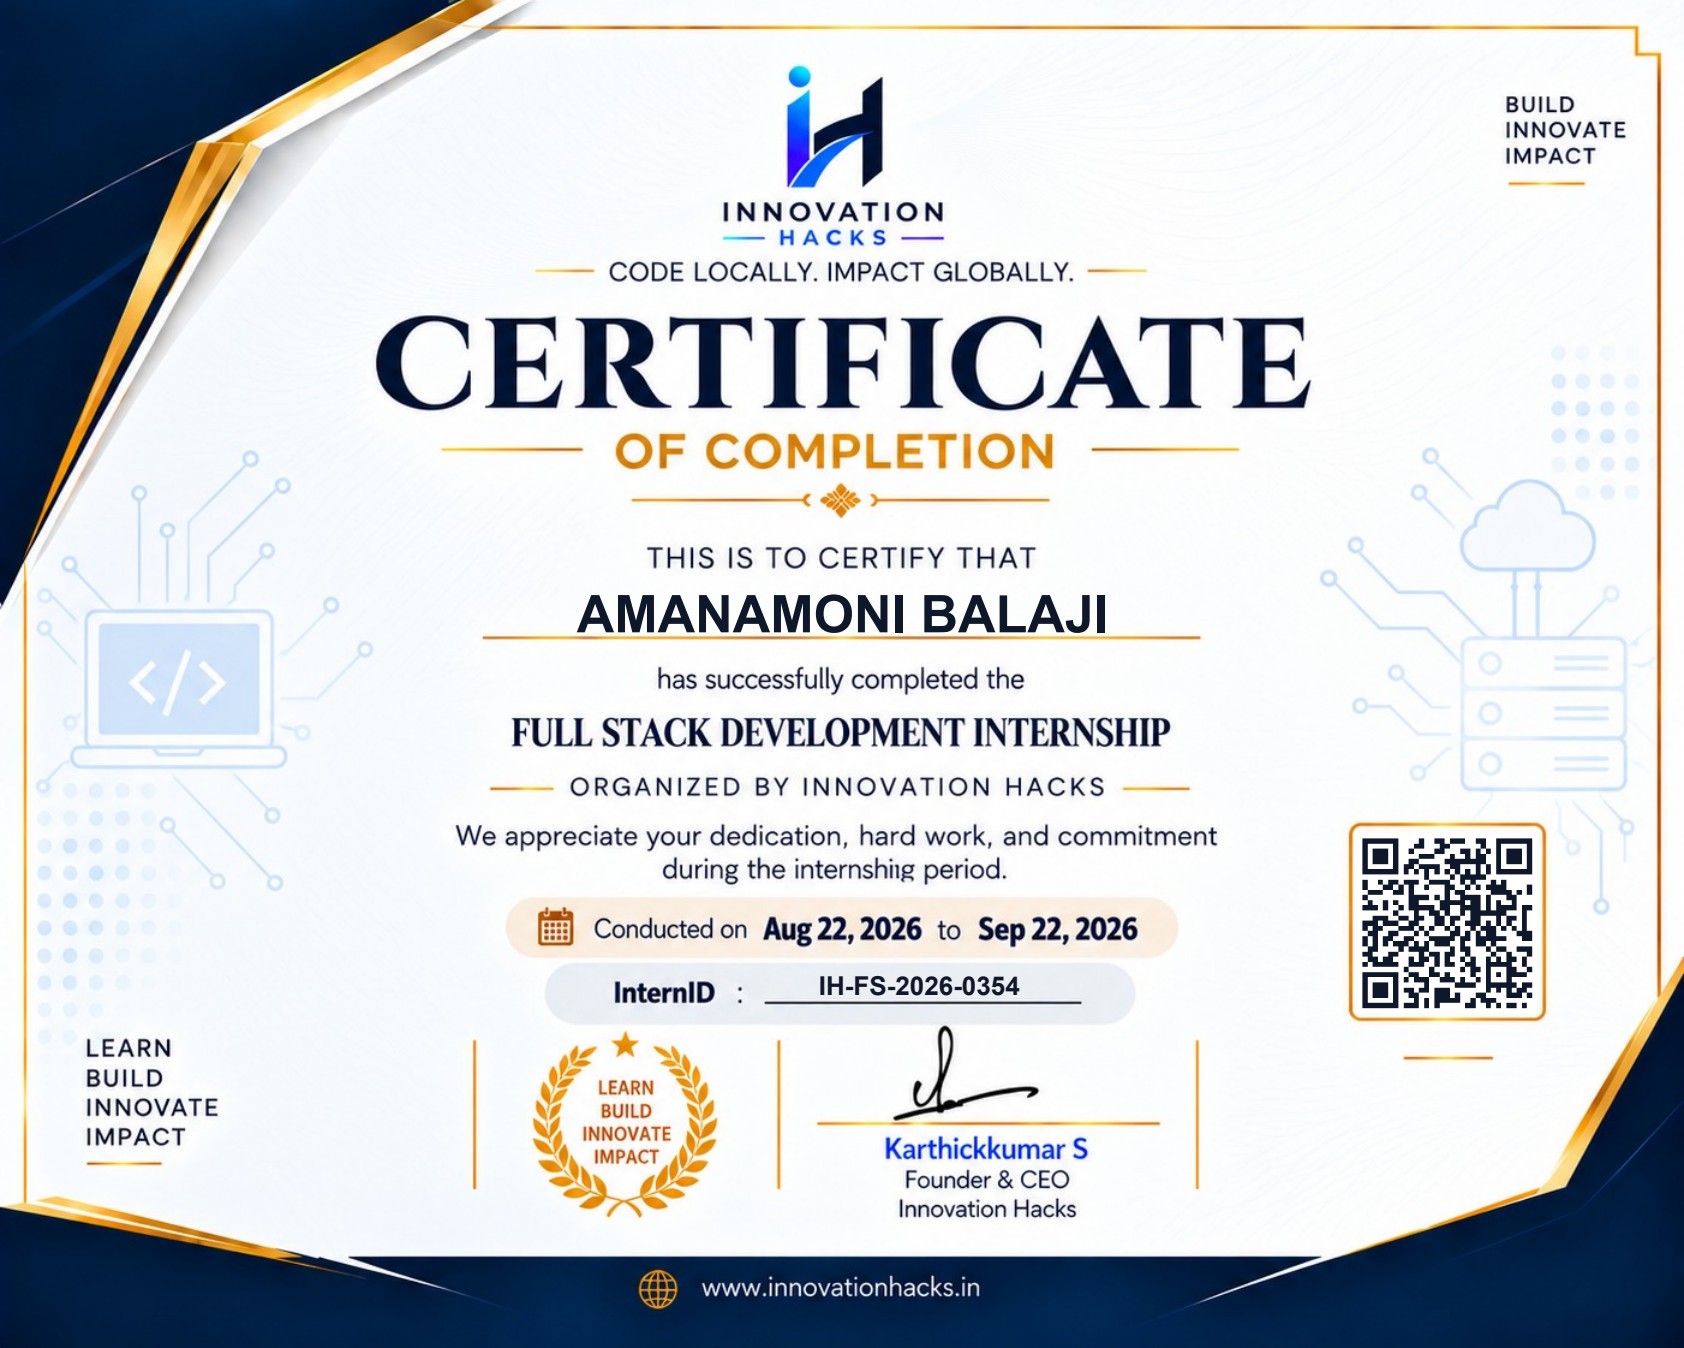 BUILD
INNOVATE
IMPACT
iH
INNOVATION
HACKS
CODE LOCALLY. IMPACT GLOBALLY.
CERTIFICATE
OF COMPLETION
THIS IS TO CERTIFY THAT
AMANAMONI BALAJI
has successfully completed the
FULL STACK DEVELOPMENT INTERNSHIP
ORGANIZED BY INNOVATION HACKS
We appreciate your dedication, hard work, and commitment
during the internship period.
Conducted on Aug 22, 2026 to Sep 22, 2026
InternID : IH-FS-2026-0354
LEARN
BUILD
INNOVATE
IMPACT
LEARN
BUILD
INNOVATE
IMPACT
Karthickkumar S
Founder & CEO
Innovation Hacks
www.innovationhacks.in